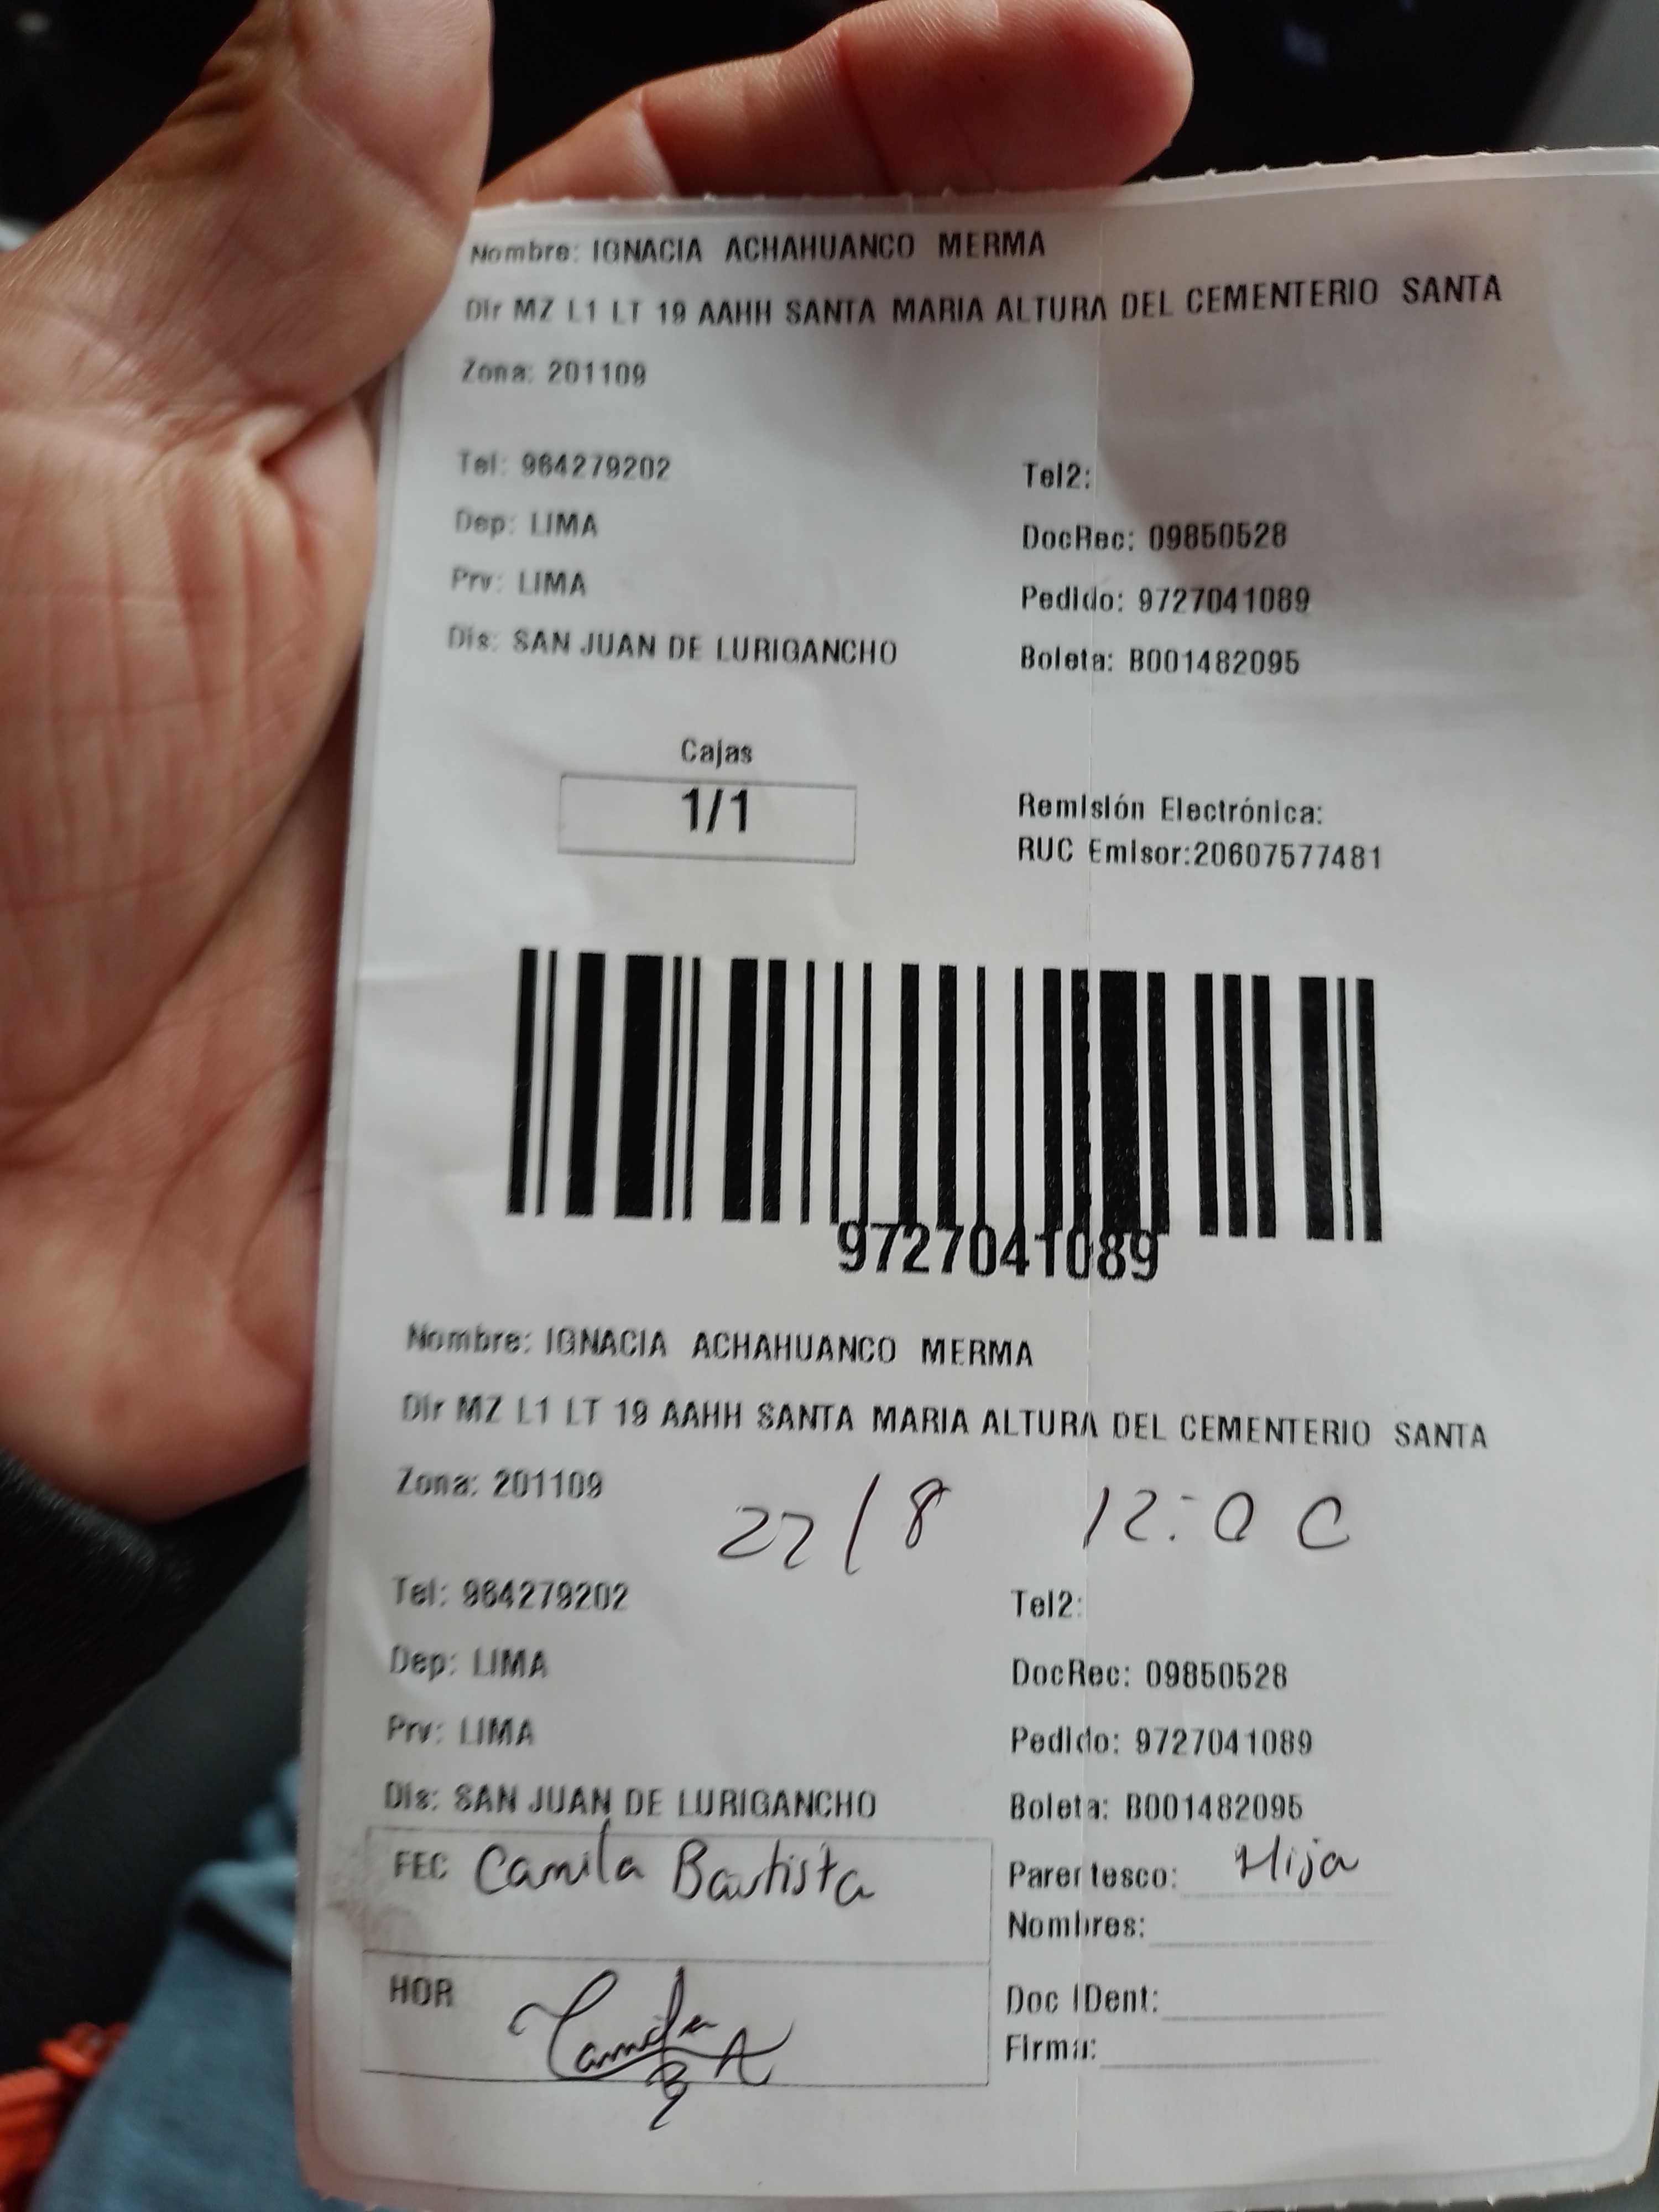 Nombre: IGNACIA ACHAHUANCO MERMA
Dir MZ L1 LT 19 AAHH SANTA MARIA ALTURA DEL CEMENTERIO SANTA
Zona: 201109
Tel: 964279202 Tel2:
Dep: LIMA DocRec: 09850528
Prv: LIMA Pedido: 9727041089
Dis: SAN JUAN DE LURIGANCHO Boleta: B001482095
Cajas
1/1
Remisión Electrónica:
RUC Emisor:20607577481
9727041089
Nombre: IGNACIA ACHAHUANCO MERMA
Dir MZ L1 LT 19 AAHH SANTA MARIA ALTURA DEL CEMENTERIO SANTA
Zona: 201109
22/8 12:00
Tel: 964279202 Tel2:
Dep: LIMA DocRec: 09850528
Prv: LIMA Pedido: 9727041089
Dis: SAN JUAN DE LURIGANCHO Boleta: B001482095
FEC Camila Bautista Parentesco: Hija
Nombres:
HOR Camila BA Doc IDent:
Firma: